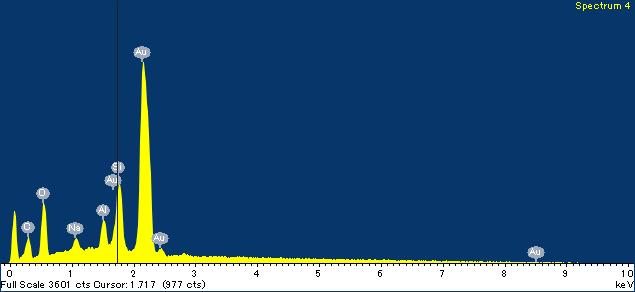 Spectrum 4
Au
Si
Au
O
C
Na
Al
Au
Au
0 1 2 3 4 5 6 7 8 9 10
Full Scale 3601 cts Cursor: 1.717 (977 cts) keV